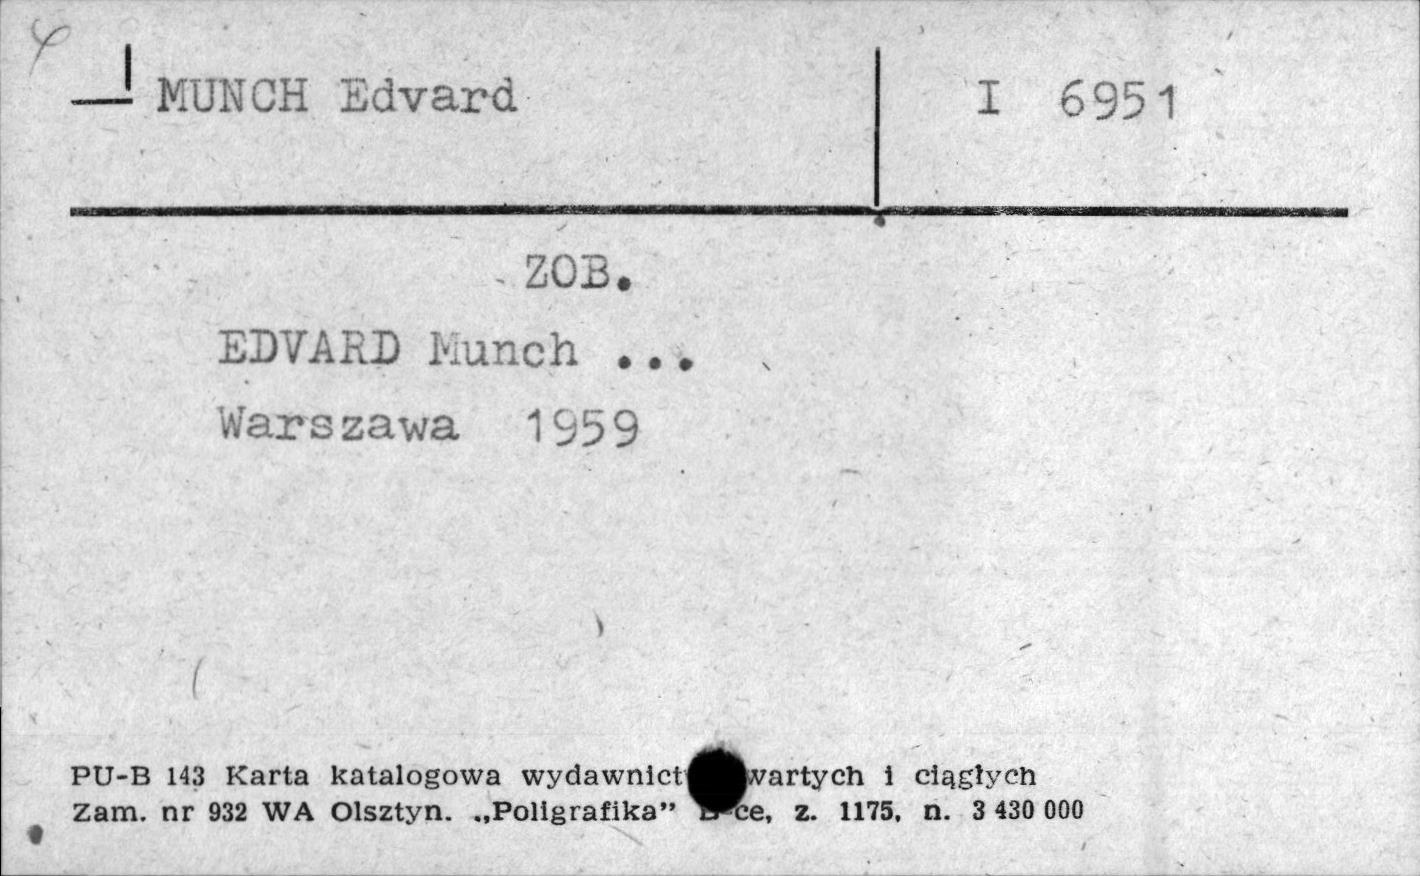 MUNCH Edvard I 6951
ZOB.
EDVARD Munch ...
Warszawa 1959
PU-B 143 Karta katalogowa wydawnict wartych i ciągłych
Zam. nr 932 WA Olsztyn. „Poligrafika” ce, z. 1175, n. 3 430 000